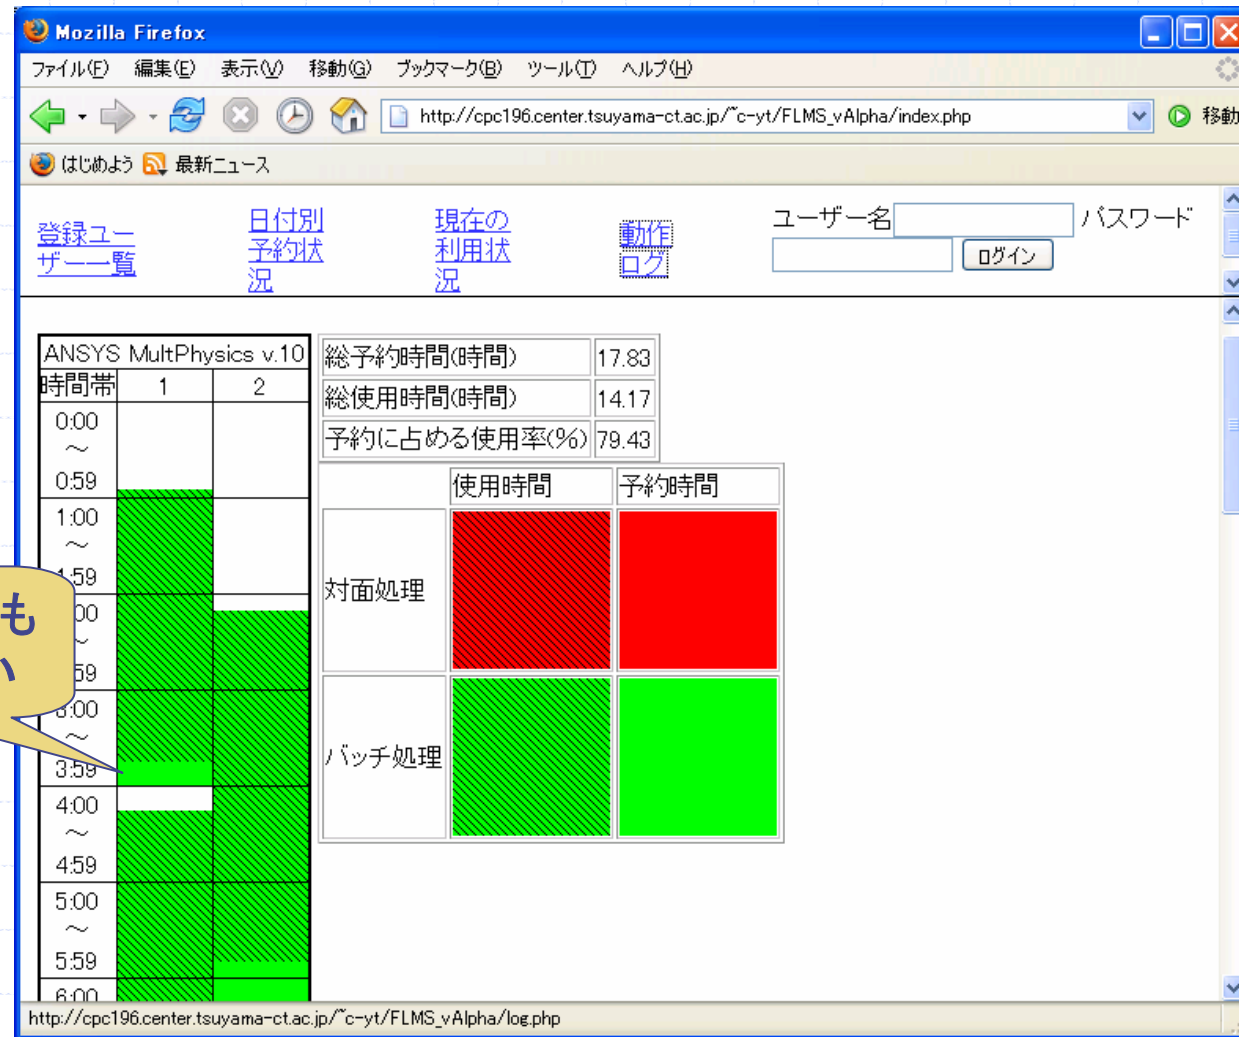 Mozilla Firefox
ファイル(F) 編集(E) 表示(V) 移動(G) ブックマーク(B) ツール(T) ヘルプ(H)
http://cpc196.center.tsuyama-ct.ac.jp/~c-yt/FLMS_vAlpha/index.php 移動
はじめよう 最新ニュース
登録ユー
ザー一覧
日付別
予約状
況
現在の
利用状
況
動作
ログ
ユーザー名 パスワード
ログイン
ANSYS MultPhysics v.10
時間帯 1 2
0:00
～
0:59
1:00
～
1:59
:00
～
:59
3:00
～
3:59
4:00
～
4:59
5:00
～
5:59
6:00
総予約時間(時間) 17.83
総使用時間(時間) 14.17
予約に占める使用率(%) 79.43
使用時間 予約時間
対面処理
バッチ処理
も
い
http://cpc196.center.tsuyama-ct.ac.jp/~c-yt/FLMS_vAlpha/log.php